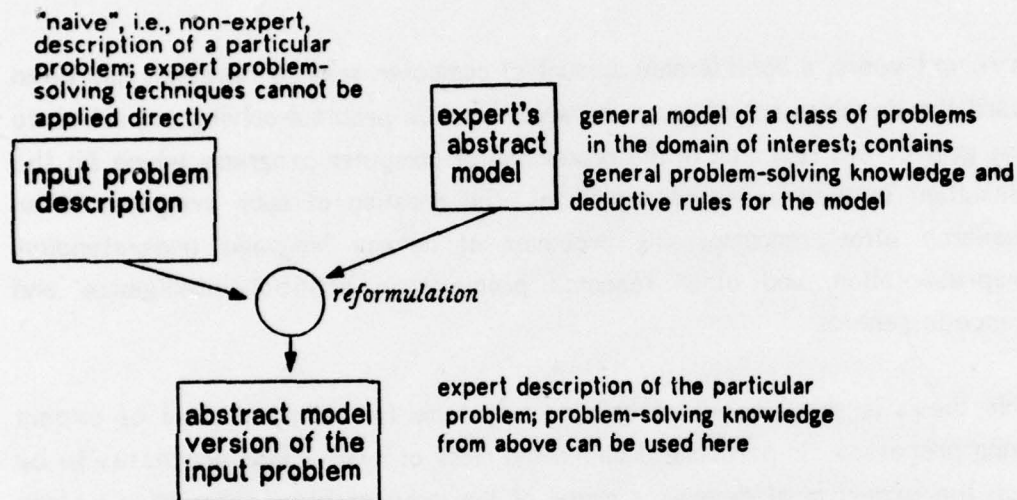 "naive", i.e., non-expert,
description of a particular
problem; expert problem-
solving techniques cannot be
applied directly
input problem
description
expert's
abstract
model
general model of a class of problems
in the domain of interest; contains
general problem-solving knowledge and
deductive rules for the model
reformulation
abstract model
version of the
input problem
expert description of the particular
problem; problem-solving knowledge
from above can be used here